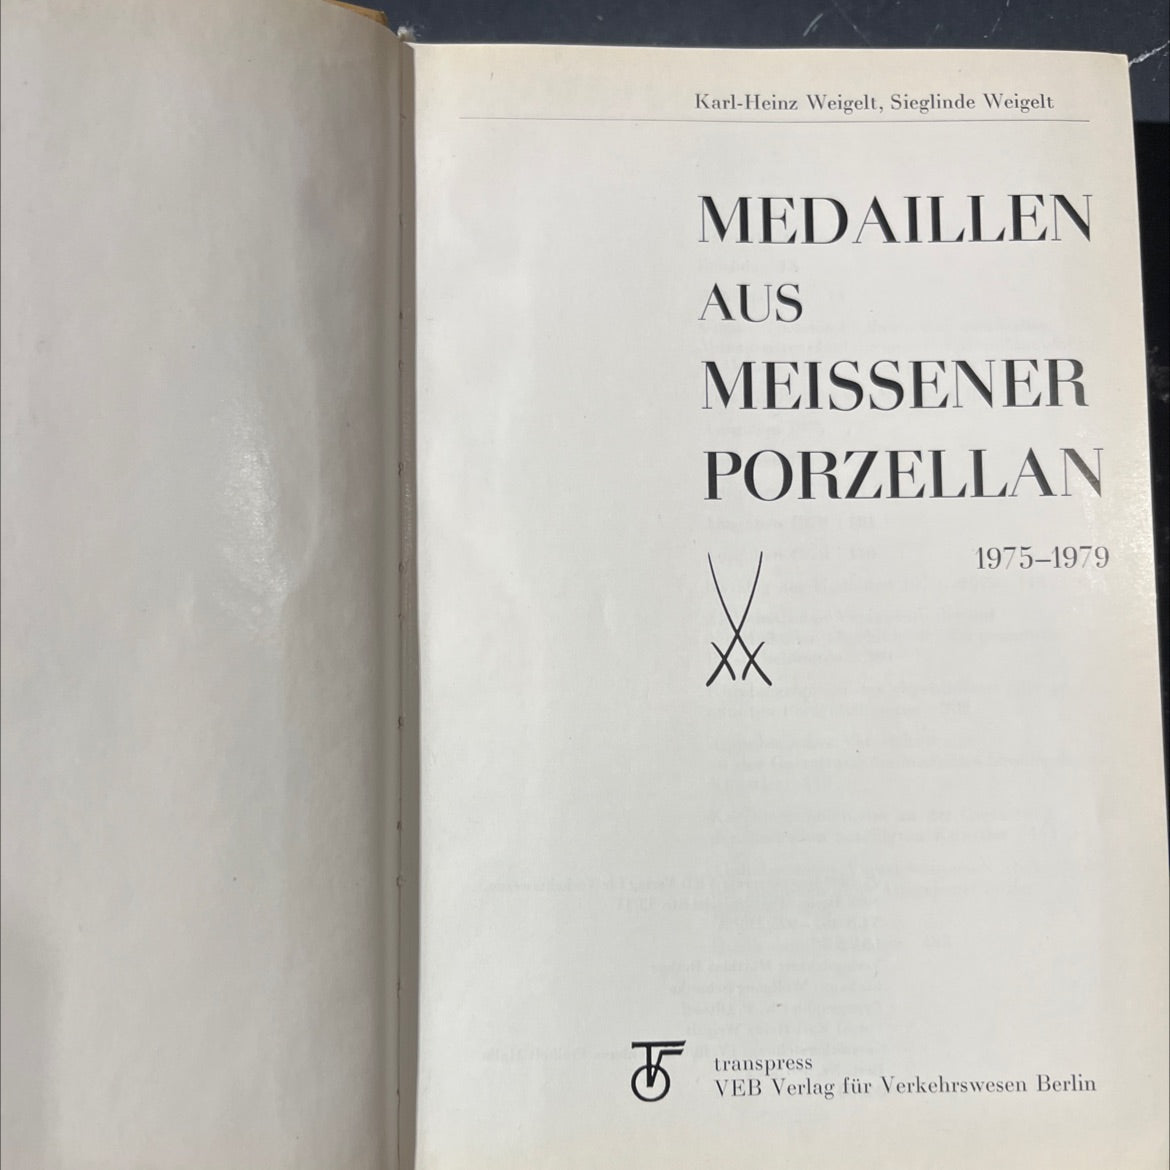 Karl-Heinz Weigelt, Sieglinde Weigelt
MEDAILLEN
AUS
MEISSENER
PORZELLAN
1975–1979
transpress
VEB Verlag für Verkehrswesen Berlin